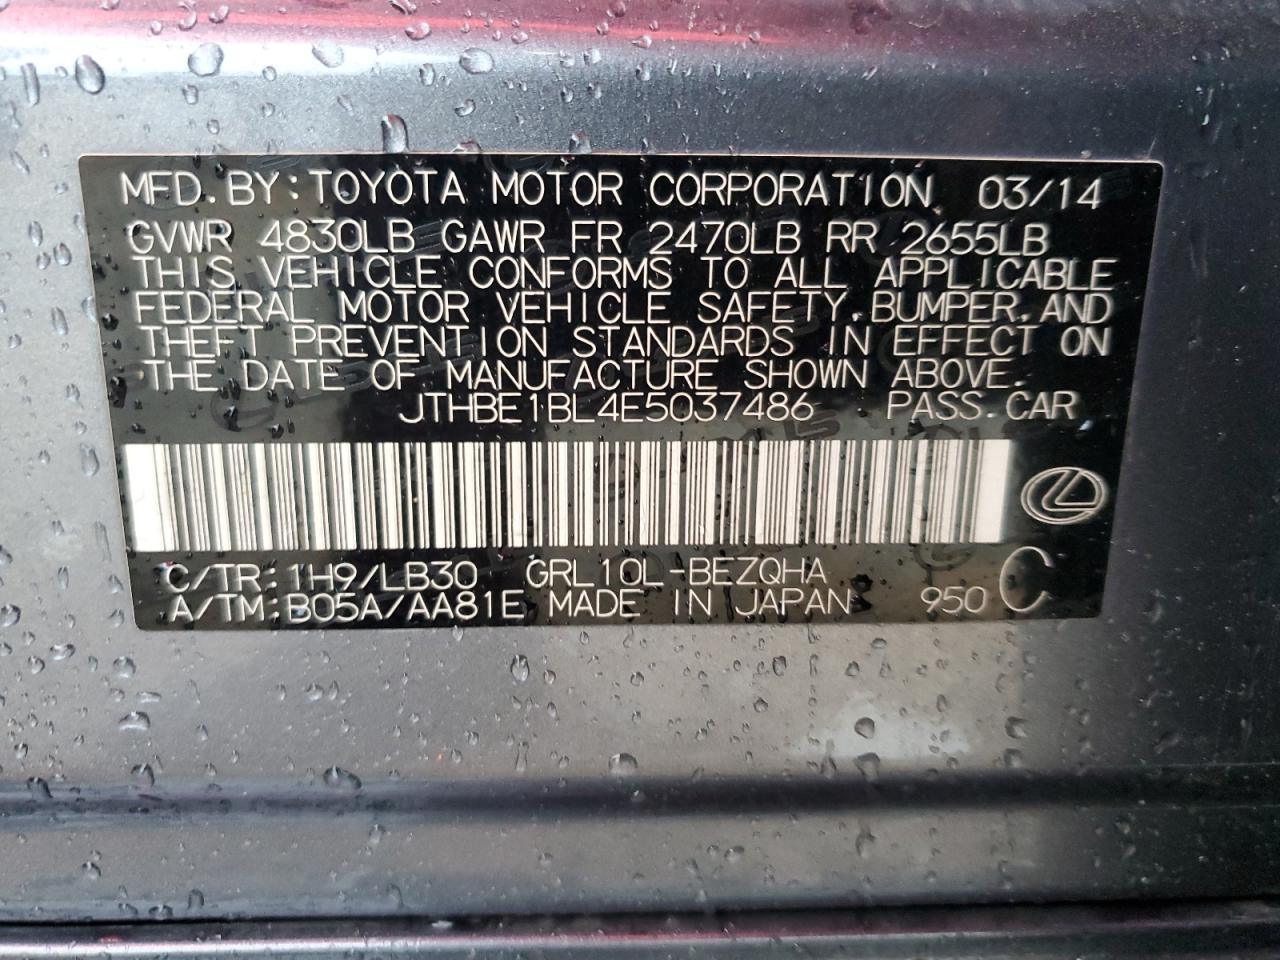 MFD. BY: TOYOTA MOTOR CORPORATION 03/14
GVWR 4830LB GAWR FR 2470LB RR 2655LB
THIS VEHICLE CONFORMS TO ALL APPLICABLE
FEDERAL MOTOR VEHICLE SAFETY, BUMPER, AND
THEFT PREVENTION STANDARDS IN EFFECT ON
THE DATE OF MANUFACTURE SHOWN ABOVE.
JTHBE1BL4E5037486 PASS. CAR
C/TR: 1H9/LB30 GRL10L-BEZQHA
A/TM: B05A/AA81E MADE IN JAPAN 950 C